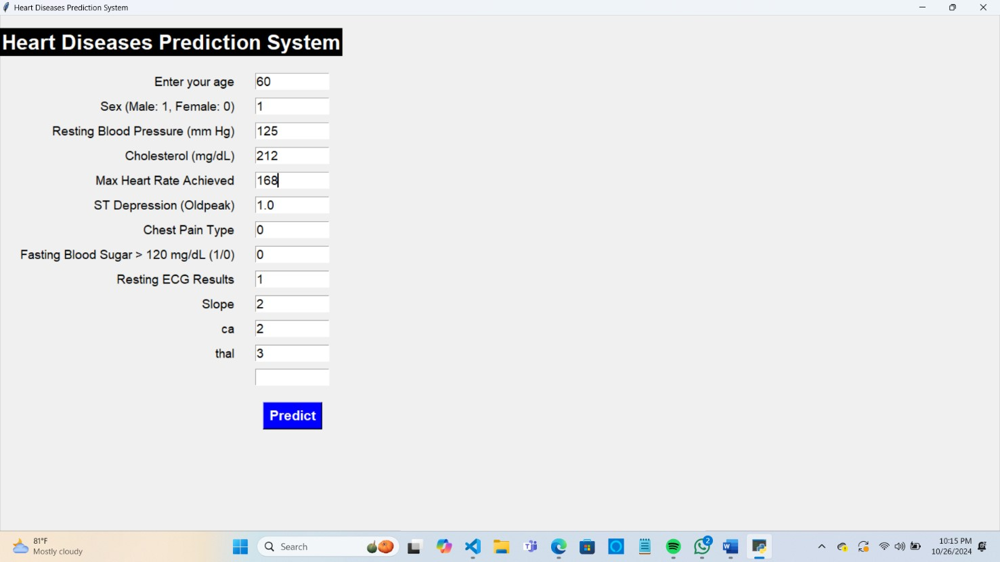 Heart Diseases Prediction System
Heart Diseases Prediction System
Enter your age 60
Sex (Male: 1, Female: 0) 1
Resting Blood Pressure (mm Hg) 125
Cholesterol (mg/dL) 212
Max Heart Rate Achieved 168
ST Depression (Oldpeak) 1.0
Chest Pain Type 0
Fasting Blood Sugar > 120 mg/dL (1/0) 0
Resting ECG Results 1
Slope 2
ca 2
thal 3
Predict
81°F
Mostly cloudy
Search
2
10:15 PM
10/26/2024